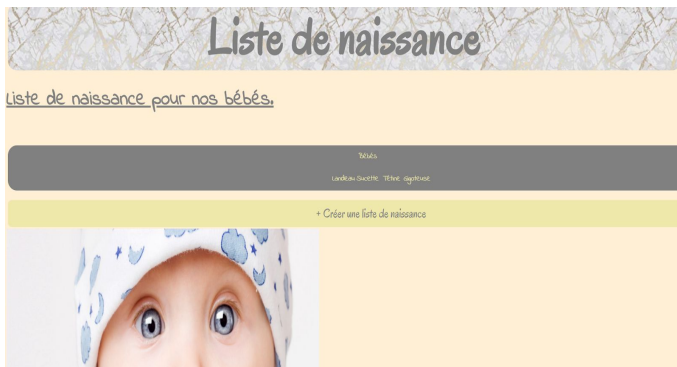 Liste de naissance
Liste de naissance pour nos bébés.
Bébés
Landeau Sucette Tétine Gigoteuse
+ Créer une liste de naissance